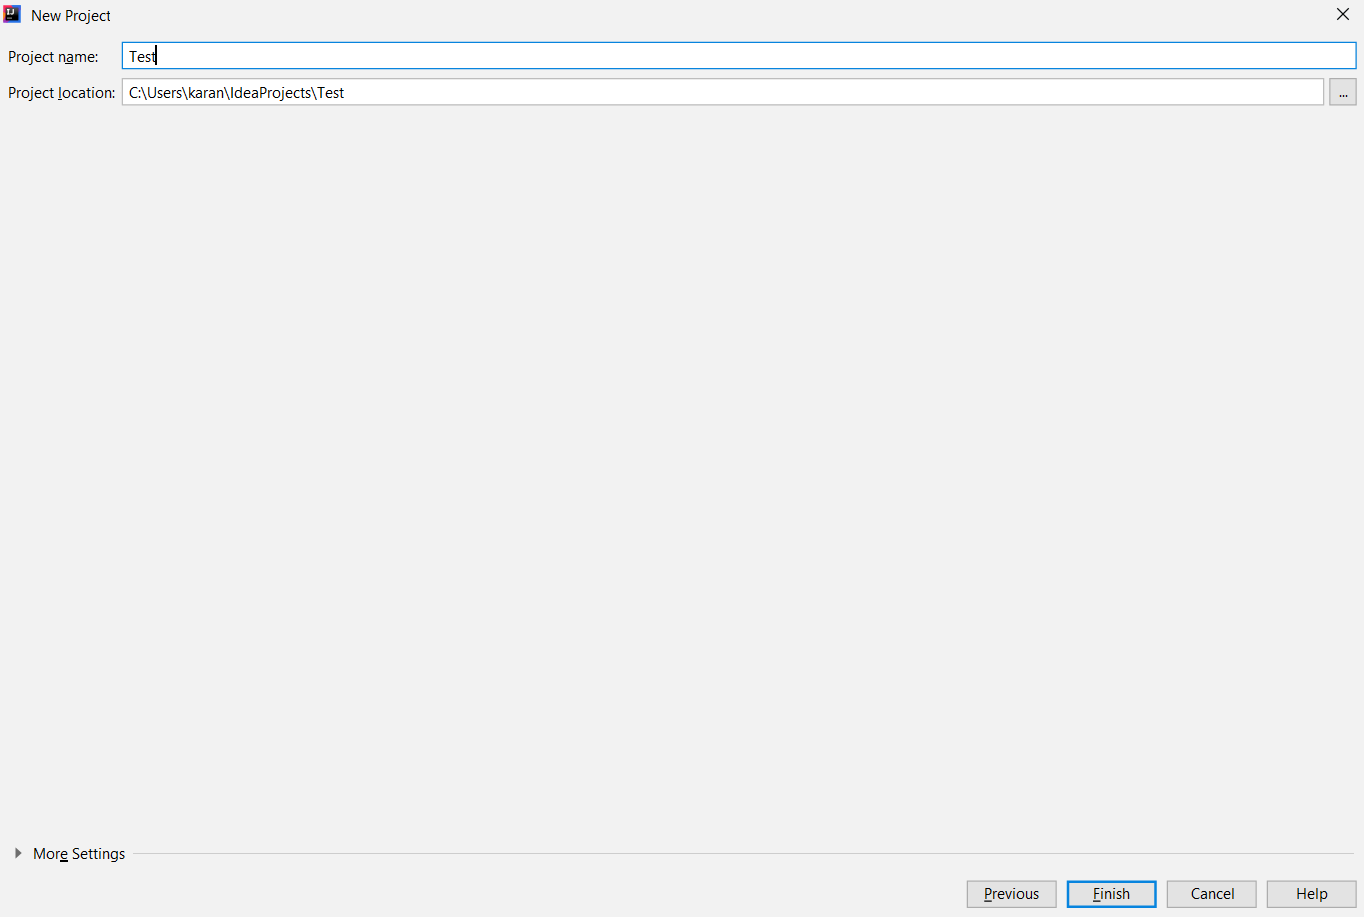 New Project
Project name: Test
Project location: C:\Users\karan\IdeaProjects\Test ...
More Settings
Previous Finish Cancel Help